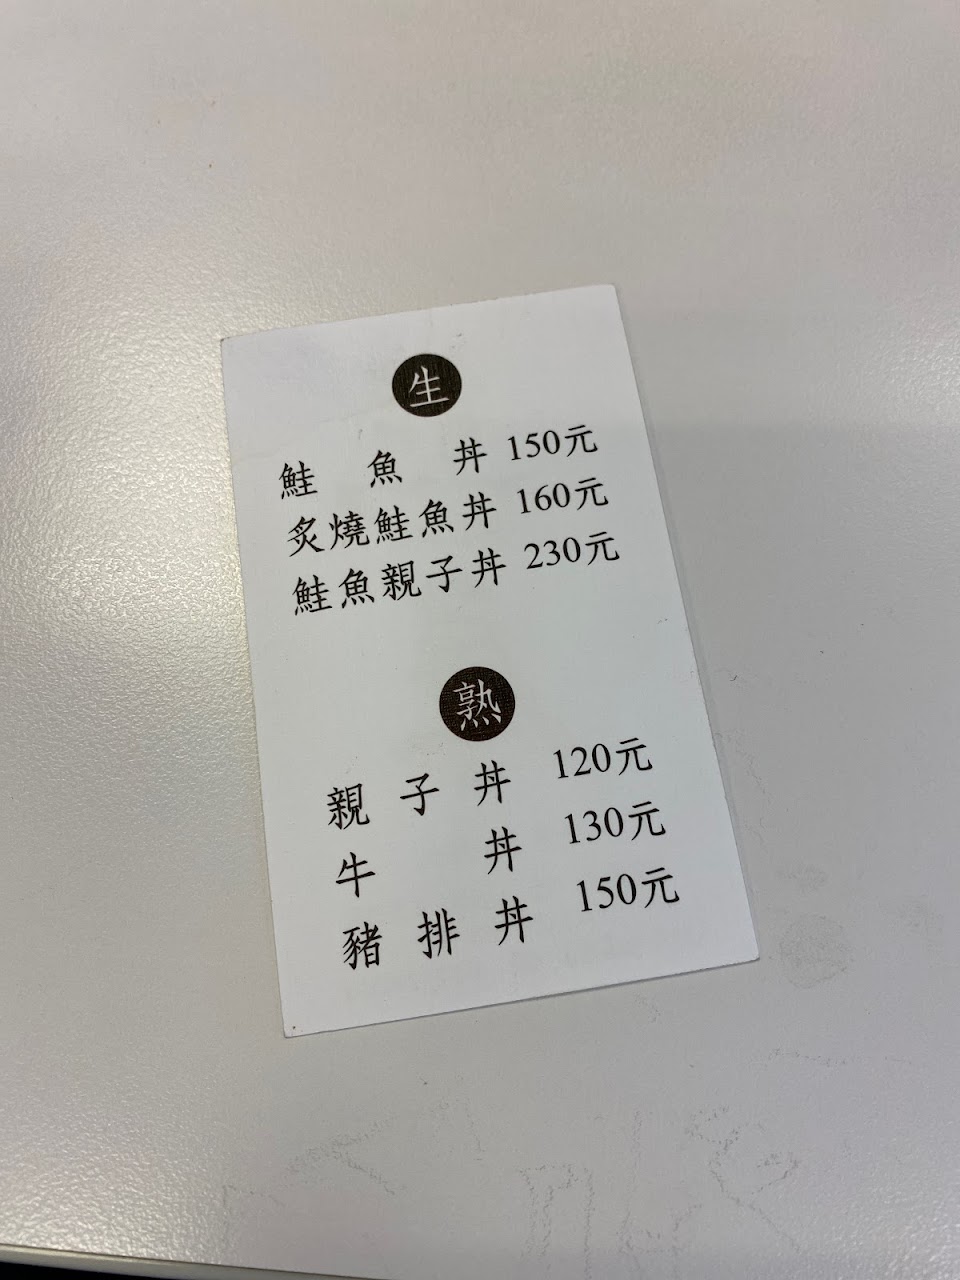 生
鮭魚丼 150元
炙燒鮭魚丼 160元
鮭魚親子丼 230元
熟
親子丼 120元
牛丼 130元
豬排丼 150元